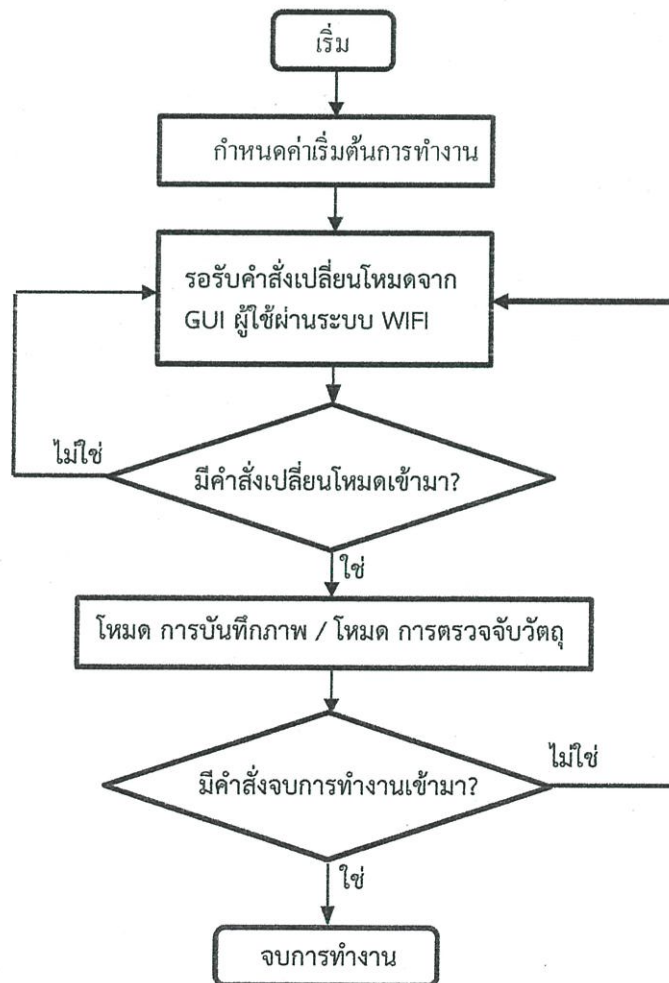 เริ่ม
กำหนดค่าเริ่มต้นการทำงาน
รอรับคำสั่งเปลี่ยนโหมดจาก
GUI ผู้ใช้ผ่านระบบ WIFI
ไม่ใช่
มีคำสั่งเปลี่ยนโหมดเข้ามา?
ใช่
โหมด การบันทึกภาพ / โหมด การตรวจจับวัตถุ
ไม่ใช่
มีคำสั่งจบการทำงานเข้ามา?
ใช่
จบการทำงาน